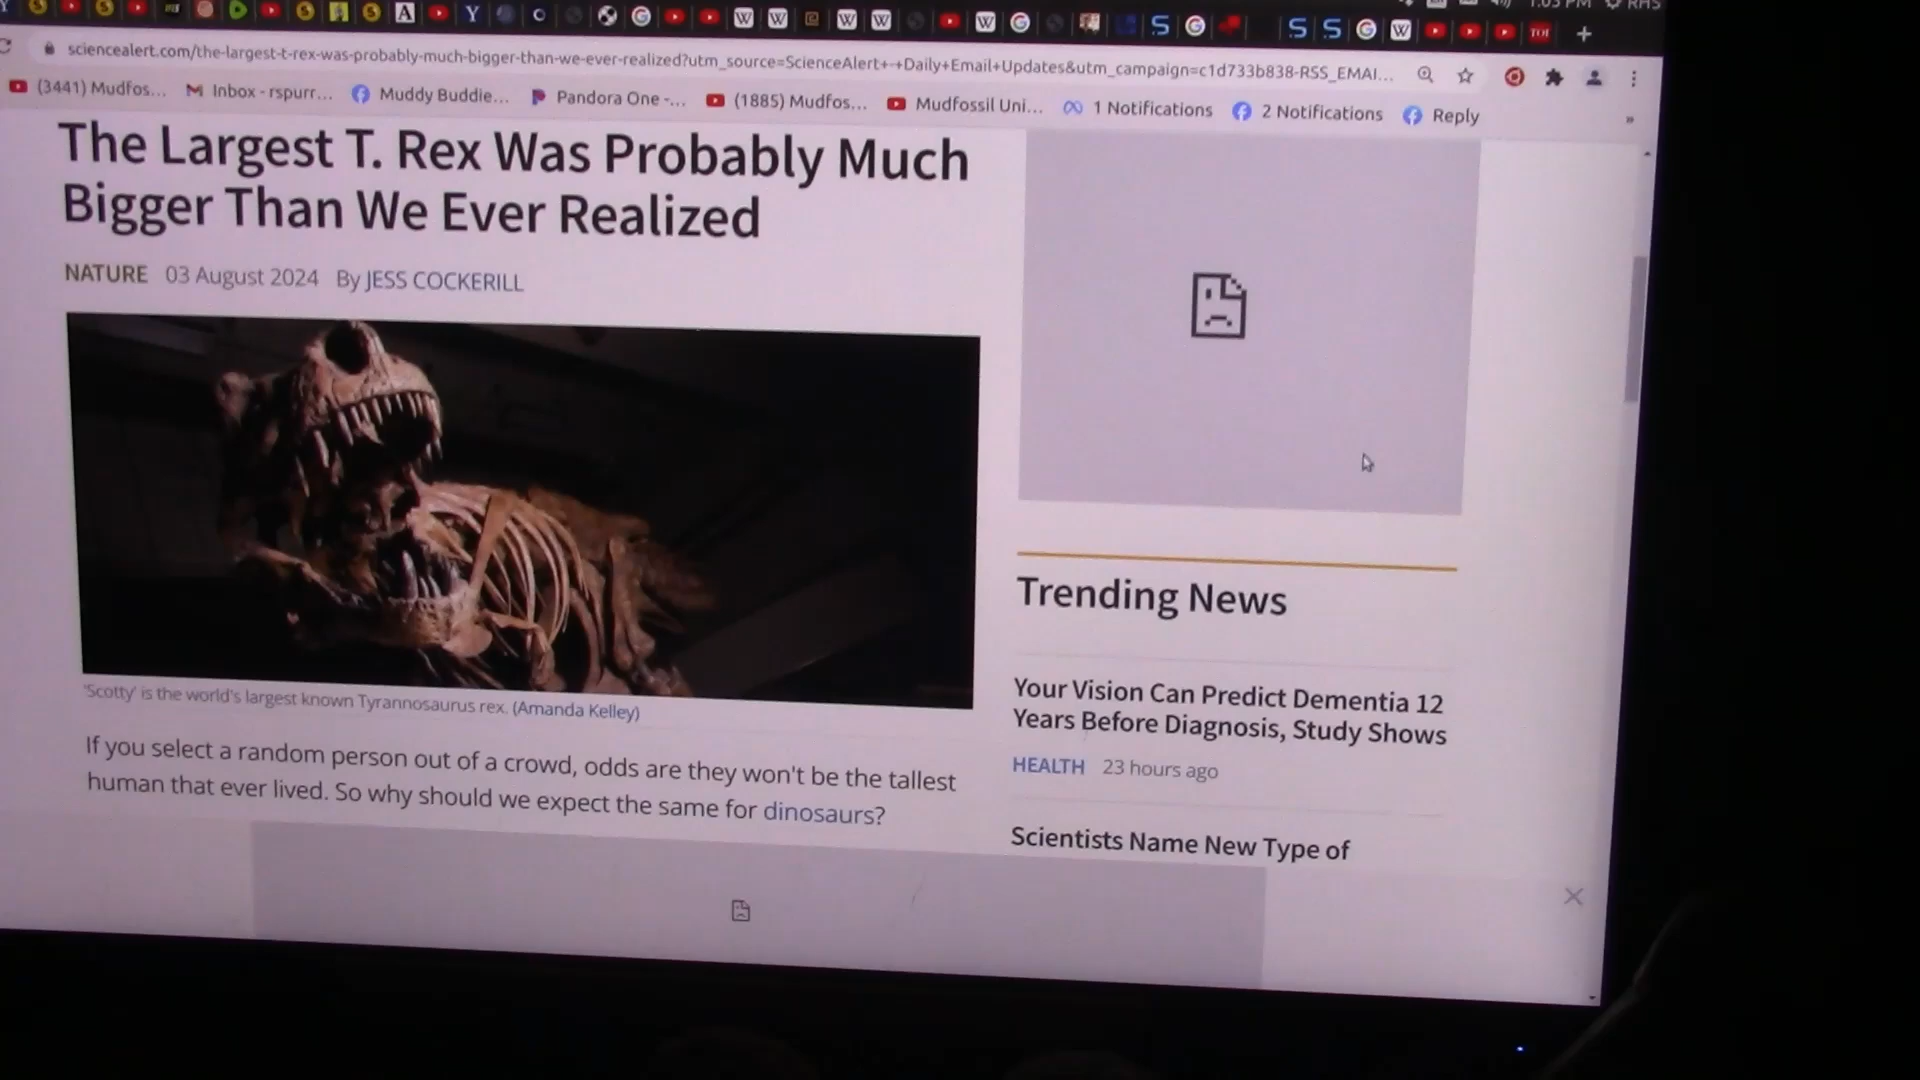 1:03 PM RHS
sciencealert.com/the-largest-t-rex-was-probably-much-bigger-than-we-ever-realized?utm_source=ScienceAlert+-+Daily+Email+Updates&utm_campaign=c1d733b838-RSS_EMAI...
(3441) Mudfos... Inbox - rspurr... Muddy Buddie... Pandora One -... (1885) Mudfos... Mudfossil Uni... 1 Notifications 2 Notifications Reply »
The Largest T. Rex Was Probably Much
Bigger Than We Ever Realized
NATURE 03 August 2024 By JESS COCKERILL
'Scotty' is the world's largest known Tyrannosaurus rex. (Amanda Kelley)
If you select a random person out of a crowd, odds are they won't be the tallest
human that ever lived. So why should we expect the same for dinosaurs?
Trending News
Your Vision Can Predict Dementia 12
Years Before Diagnosis, Study Shows
HEALTH 23 hours ago
Scientists Name New Type of